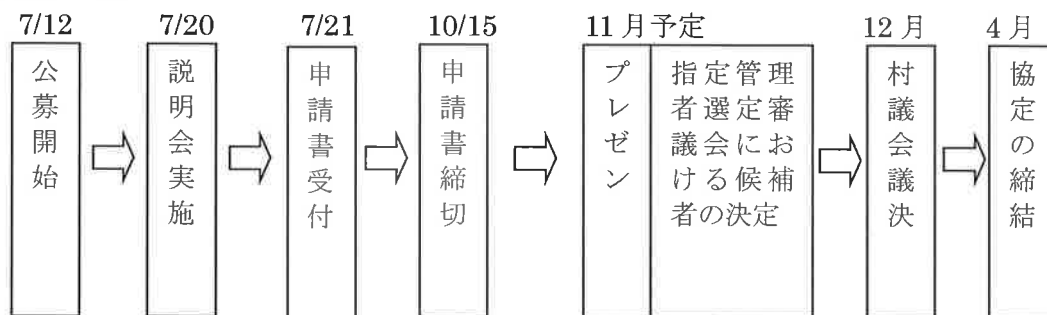 7/12
公募開始
7/20
説明会実施
7/21
申請書受付
10/15
申請書締切
11月予定
プレゼン
指定管理
者選定審
議会にお
ける候補
者の決定
12月
村議会議決
4月
協定の締結